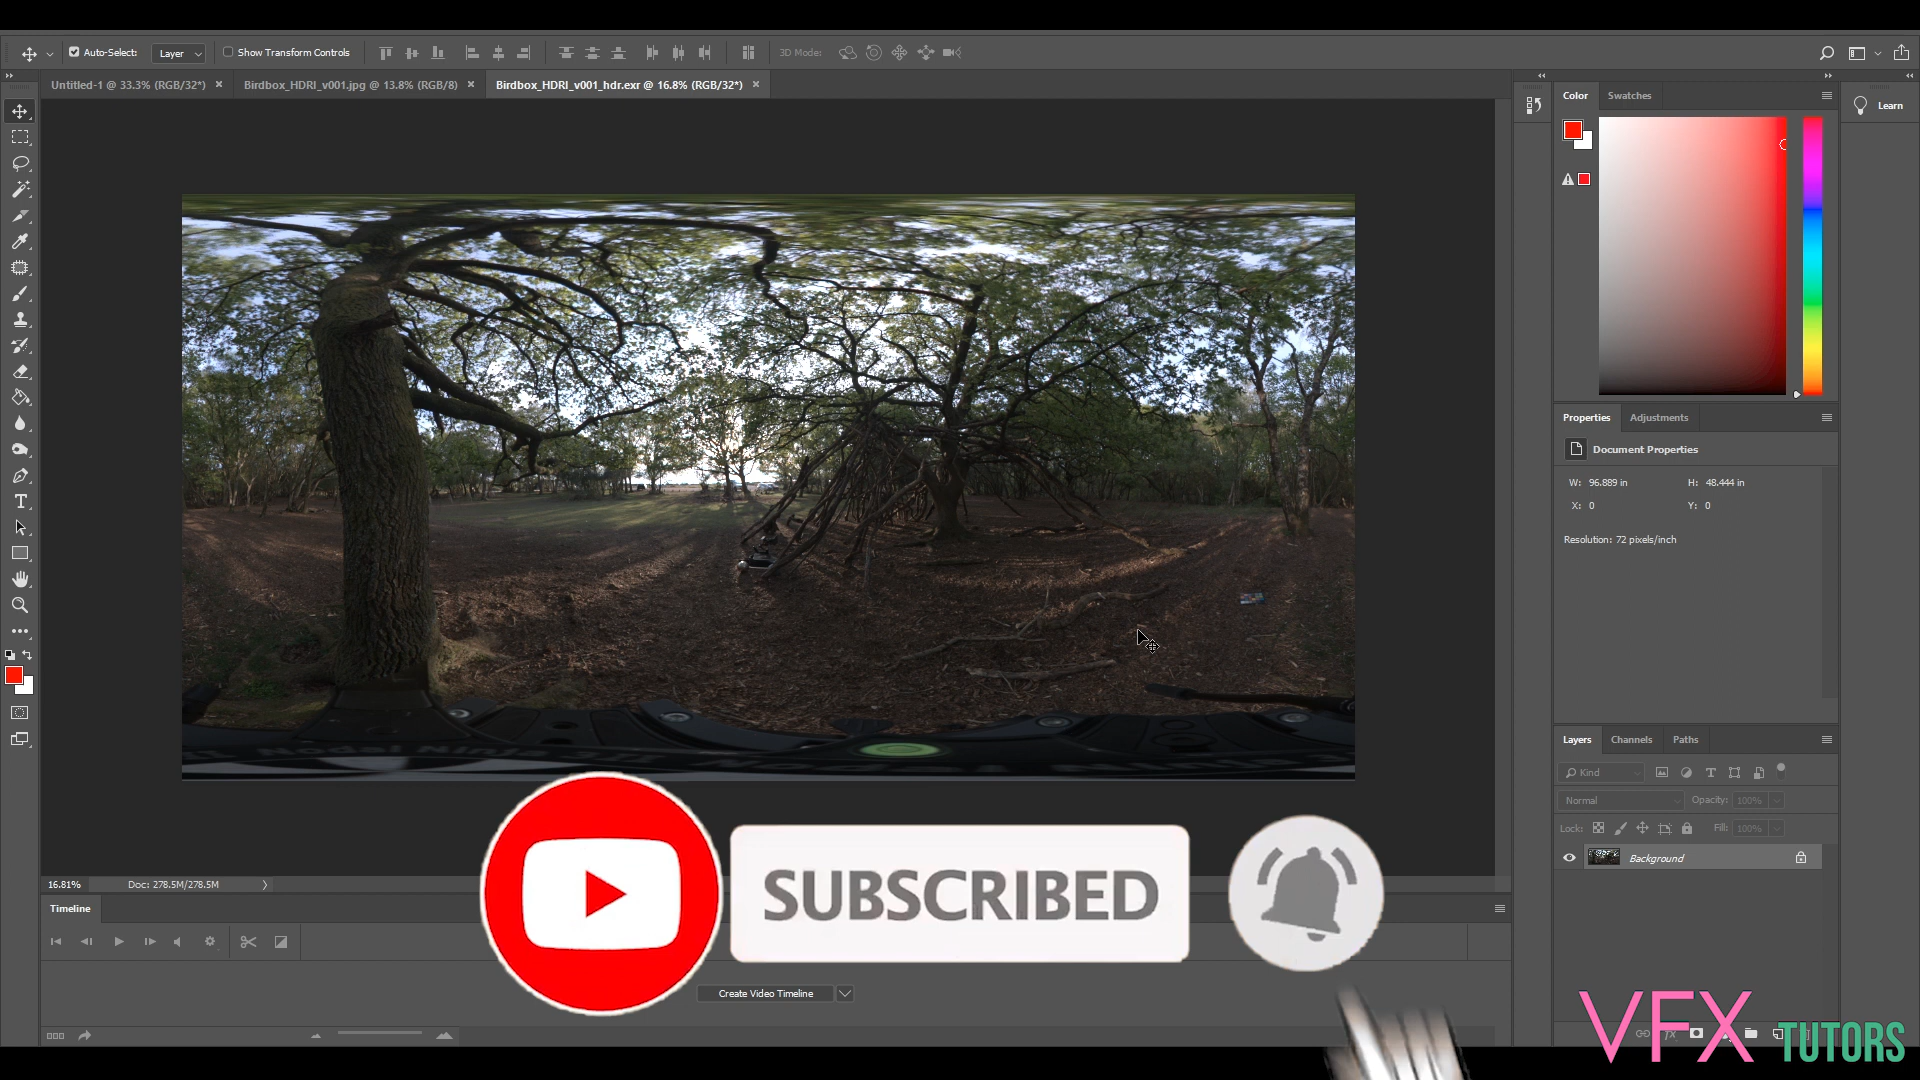 Auto-Select:
Layer
Show Transform Controls
3D Mode:
Untitled-1 @ 33.3% (RGB/32*)
Birdbox_HDRI_v001.jpg @ 13.8% (RGB/8)
Birdbox_HDRI_v001_hdr.exr @ 16.8% (RGB/32*)
Color
Swatches
Learn
Properties
Adjustments
Document Properties
W: 96.889 in
H: 48.444 in
X: 0
Y: 0
Resolution: 72 pixels/inch
Layers
Channels
Paths
Kind
Normal
Opacity: 100%
Lock:
Fill: 100%
Background
16.81%
Doc: 278.5M/278.5M
Timeline
Create Video Timeline
SUBSCRIBED
VFX TUTORS